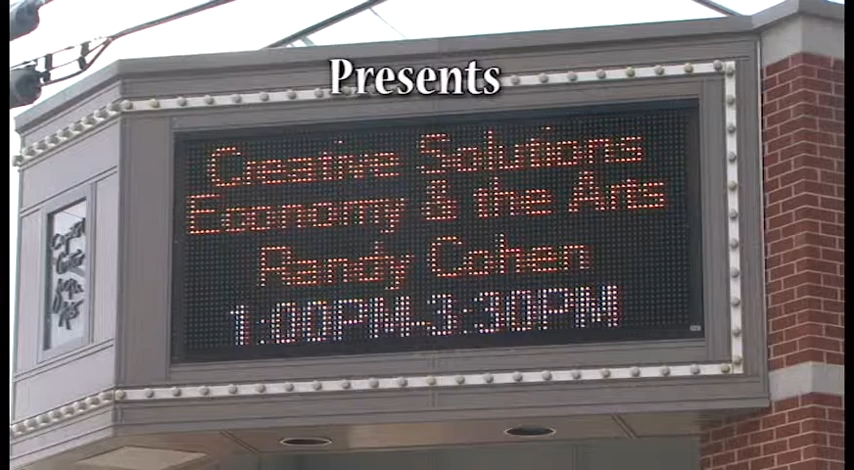 Presents
Creative Solutions
Economy & the Arts
Randy Cohen
1:00PM-3:30PM